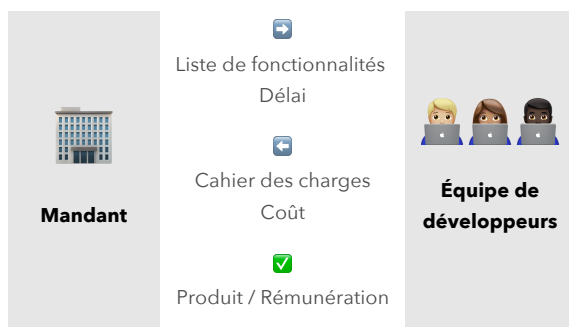 Mandant
Liste de fonctionnalités
Délai
Cahier des charges
Coût
Produit / Rémunération
Équipe de
développeurs